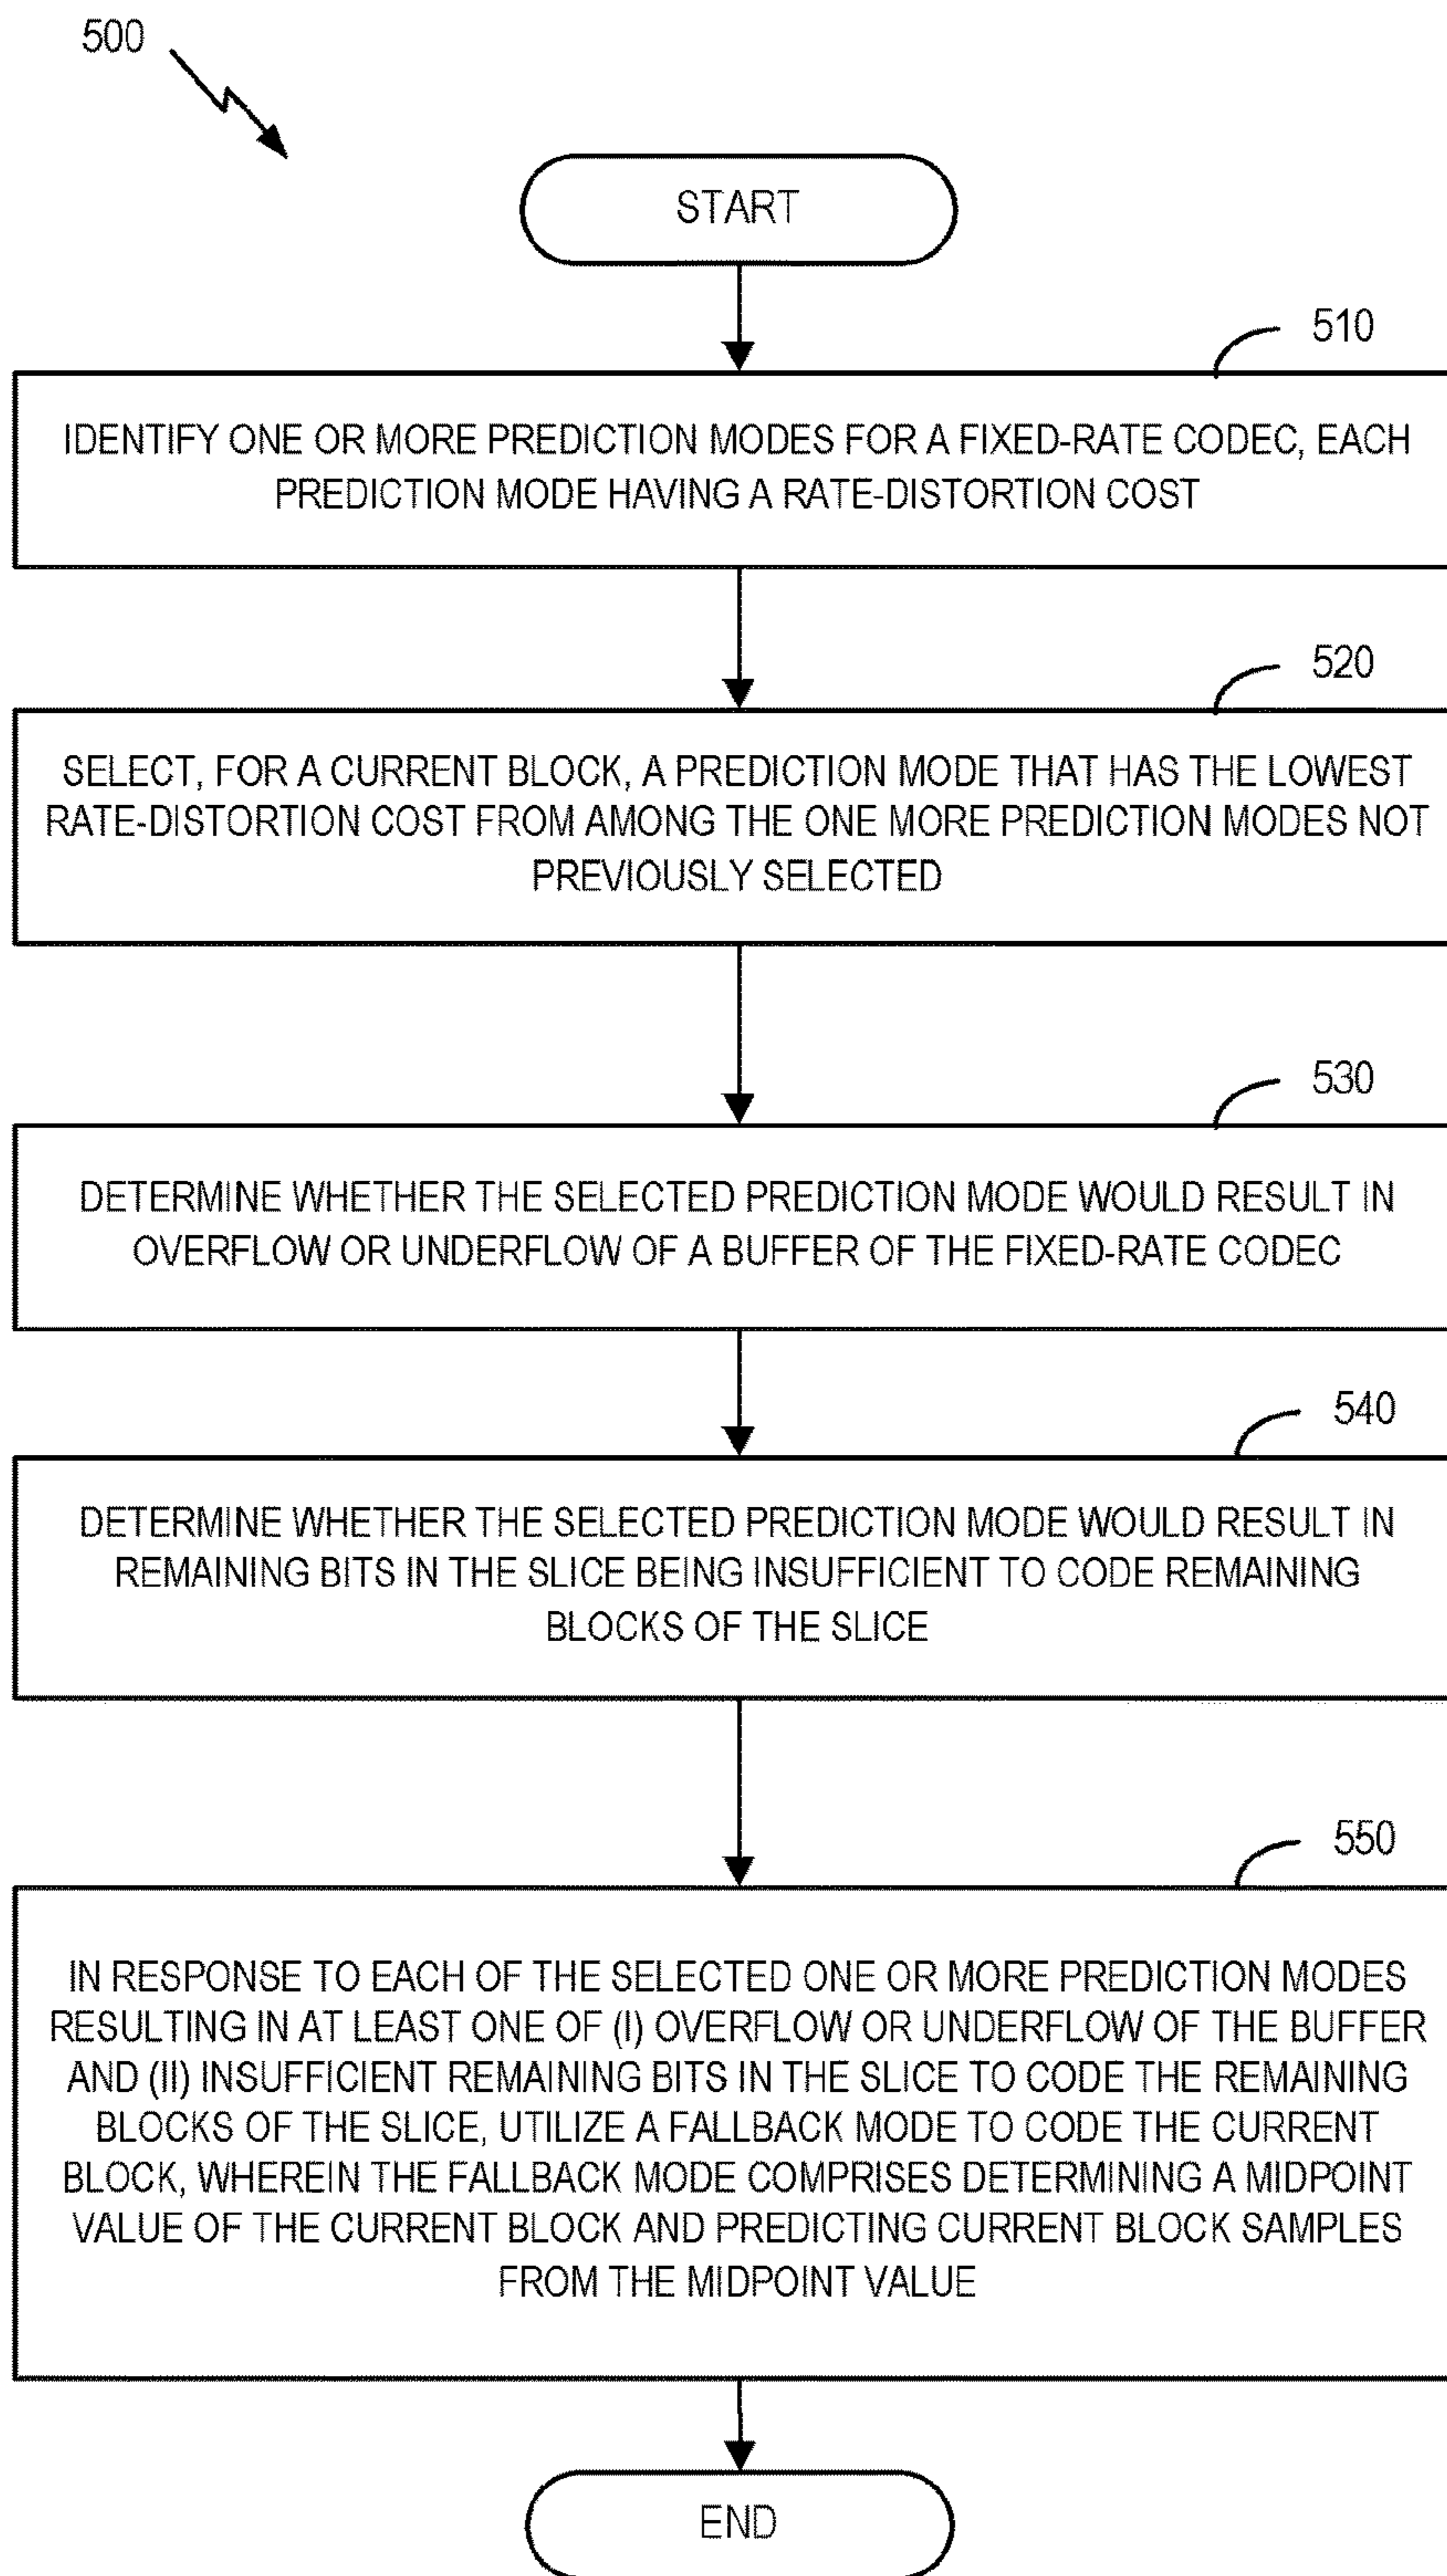 500
START
510
IDENTIFY ONE OR MORE PREDICTION MODES FOR A FIXED-RATE CODEC, EACH
PREDICTION MODE HAVING A RATE-DISTORTION COST
520
SELECT, FOR A CURRENT BLOCK, A PREDICTION MODE THAT HAS THE LOWEST
RATE-DISTORTION COST FROM AMONG THE ONE MORE PREDICTION MODES NOT
PREVIOUSLY SELECTED
530
DETERMINE WHETHER THE SELECTED PREDICTION MODE WOULD RESULT IN
OVERFLOW OR UNDERFLOW OF A BUFFER OF THE FIXED-RATE CODEC
540
DETERMINE WHETHER THE SELECTED PREDICTION MODE WOULD RESULT IN
REMAINING BITS IN THE SLICE BEING INSUFFICIENT TO CODE REMAINING
BLOCKS OF THE SLICE
550
IN RESPONSE TO EACH OF THE SELECTED ONE OR MORE PREDICTION MODES
RESULTING IN AT LEAST ONE OF (I) OVERFLOW OR UNDERFLOW OF THE BUFFER
AND (II) INSUFFICIENT REMAINING BITS IN THE SLICE TO CODE THE REMAINING
BLOCKS OF THE SLICE, UTILIZE A FALLBACK MODE TO CODE THE CURRENT
BLOCK, WHEREIN THE FALLBACK MODE COMPRISES DETERMINING A MIDPOINT
VALUE OF THE CURRENT BLOCK AND PREDICTING CURRENT BLOCK SAMPLES
FROM THE MIDPOINT VALUE
END